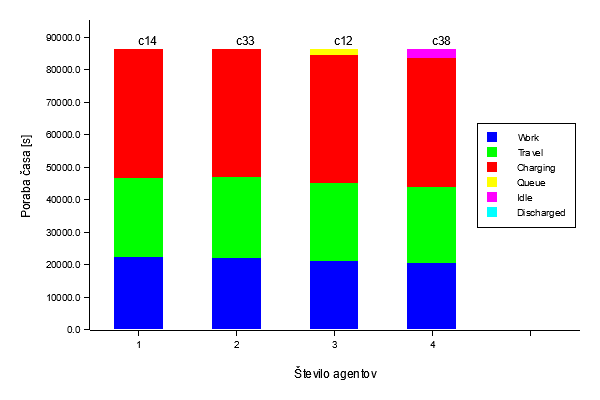 c14 c33 c12 c38
90000.0
80000.0
70000.0
60000.0
50000.0
40000.0
30000.0
20000.0
10000.0
0.0
Poraba časa [s]
Work
Travel
Charging
Queue
Idle
Discharged
1 2 3 4
Število agentov